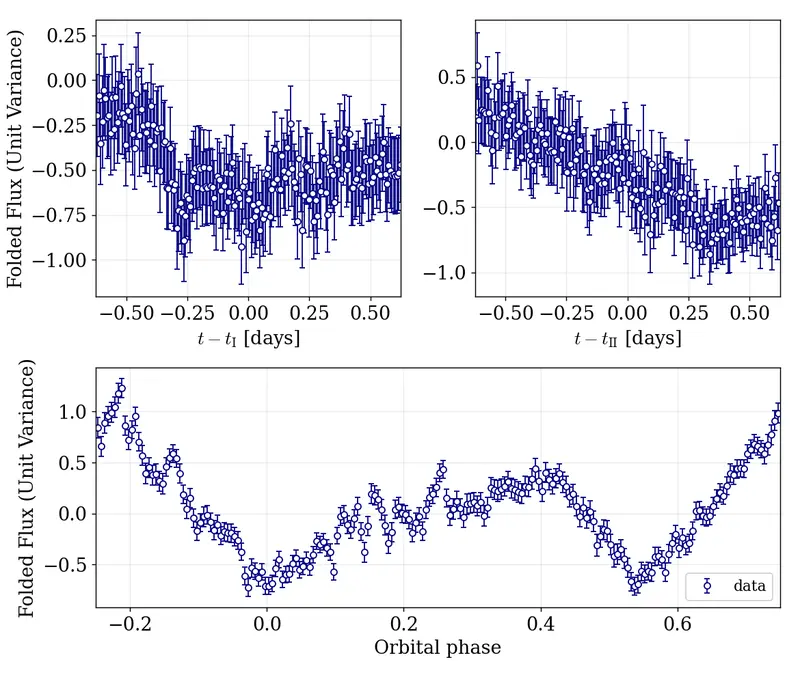 Folded Flux (Unit Variance)
0.25
0.00
−0.25
−0.50
−0.75
−1.00
−0.50 −0.25 0.00 0.25 0.50
t − tI [days]
0.5
0.0
−0.5
−1.0
−0.50 −0.25 0.00 0.25 0.50
t − tII [days]
Folded Flux (Unit Variance)
1.0
0.5
0.0
−0.5
data
−0.2 0.0 0.2 0.4 0.6
Orbital phase